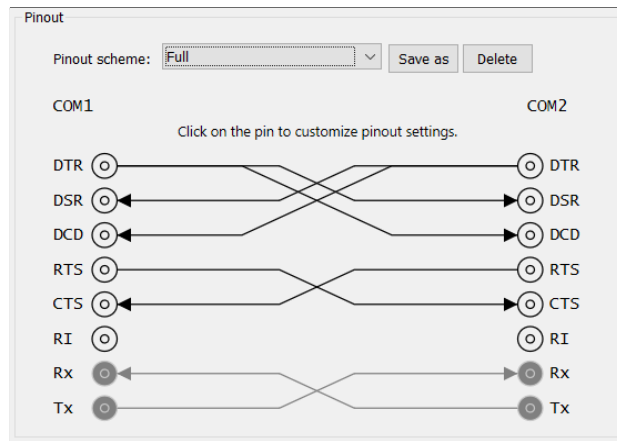 Pinout
Pinout scheme: Full Save as Delete
COM1 COM2
Click on the pin to customize pinout settings.
DTR DTR
DSR DSR
DCD DCD
RTS RTS
CTS CTS
RI RI
Rx Rx
Tx Tx